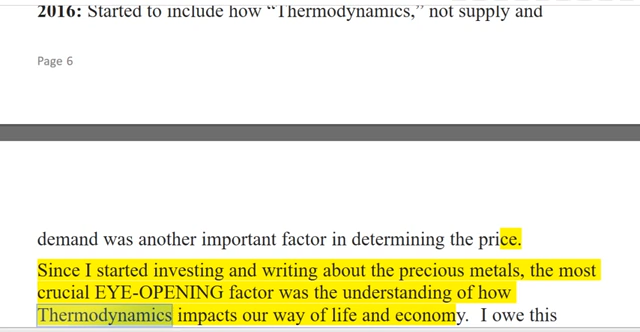 2016: Started to include how “Thermodynamics,” not supply and
Page 6
demand was another important factor in determining the price.
Since I started investing and writing about the precious metals, the most
crucial EYE-OPENING factor was the understanding of how
Thermodynamics impacts our way of life and economy.  I owe this